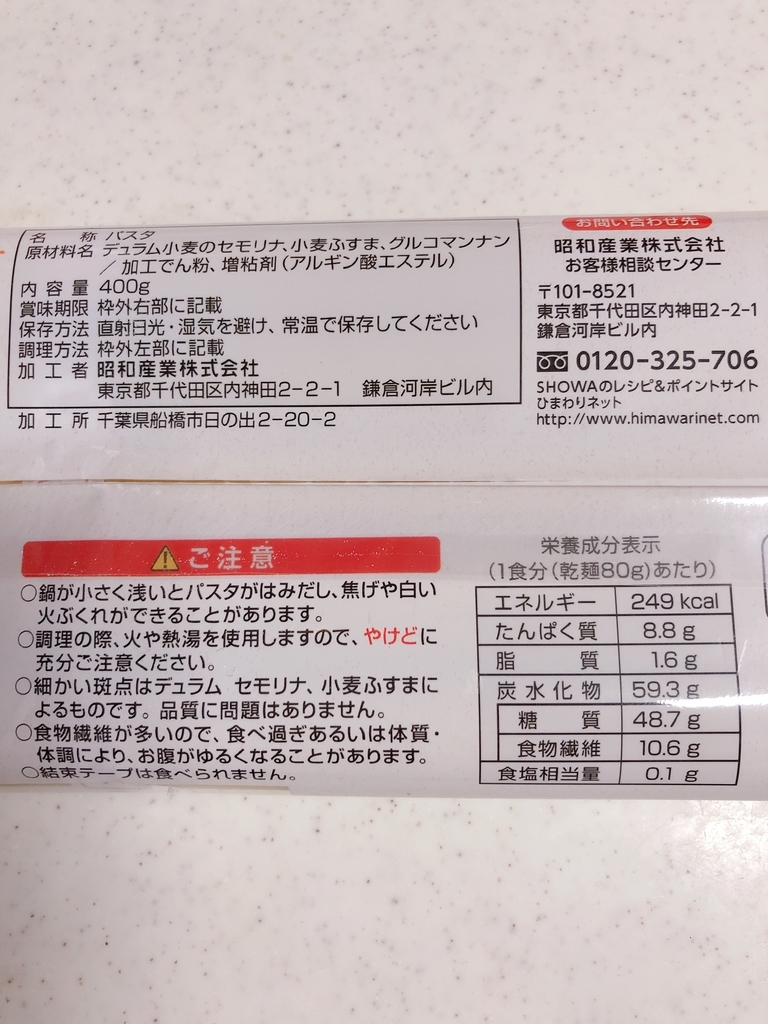 名称 パスタ
原材料名 デュラム小麦のセモリナ、小麦ふすま、グルコマンナン
／加工でん粉、増粘剤（アルギン酸エステル）
内容量 400g
賞味期限 枠外右部に記載
保存方法 直射日光・湿気を避け、常温で保存してください
調理方法 枠外左部に記載
加工者 昭和産業株式会社
東京都千代田区内神田2－2－1 鎌倉河岸ビル内
加工所 千葉県船橋市日の出2－20－2
お問い合わせ先
昭和産業株式会社
お客様相談センター
〒101-8521
東京都千代田区内神田2-2-1
鎌倉河岸ビル内
0120-325-706
SHOWAのレシピ&ポイントサイト
ひまわりネット
http://www.himawarinet.com
ご注意
○鍋が小さく浅いとパスタがはみだし、焦げや白い
火ぶくれができることがあります。
○調理の際、火や熱湯を使用しますので、やけどに
充分ご注意ください。
○細かい斑点はデュラム セモリナ、小麦ふすまに
よるものです。品質に問題はありません。
○食物繊維が多いので、食べ過ぎあるいは体質・
体調により、お腹がゆるくなることがあります。
○結束テープは食べられません。
栄養成分表示
（1食分（乾麺80g）あたり）
エネルギー 249 kcal
たんぱく質 8.8 g
脂質 1.6 g
炭水化物 59.3 g
糖質 48.7 g
食物繊維 10.6 g
食塩相当量 0.1 g